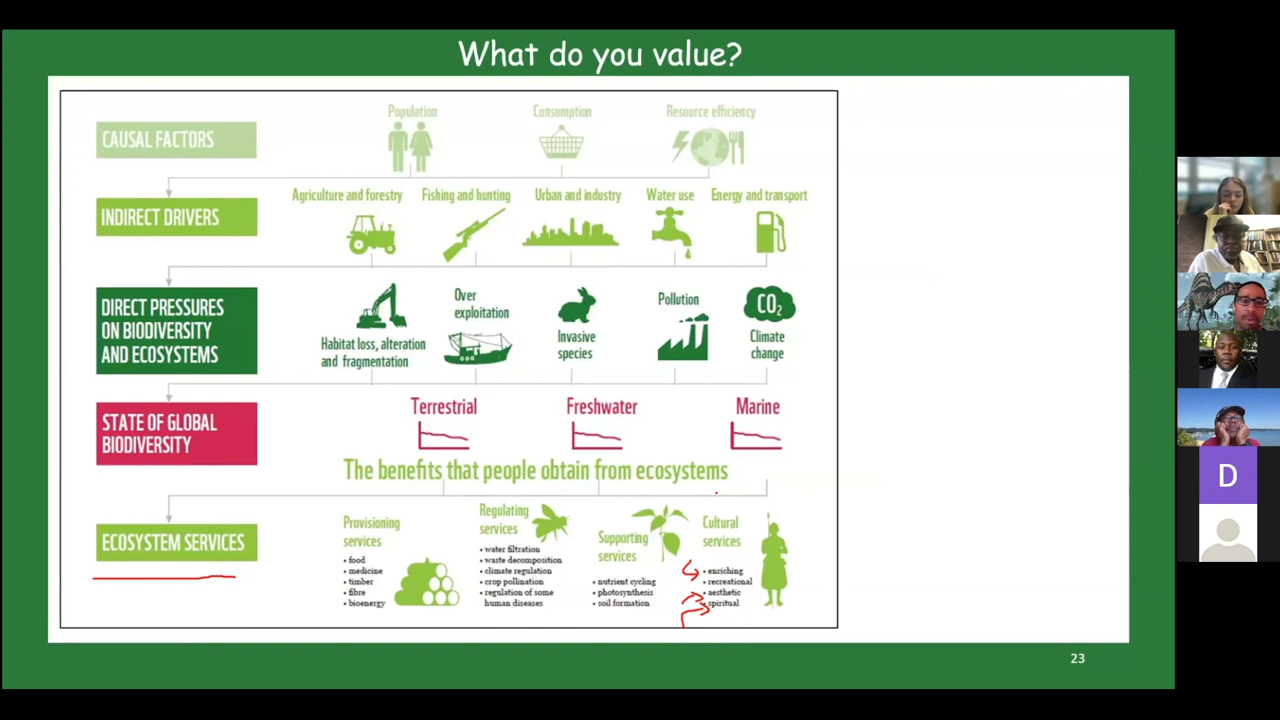 What do you value?
CAUSAL FACTORS
Population
Consumption
Resource efficiency
INDIRECT DRIVERS
Agriculture and forestry
Fishing and hunting
Urban and industry
Water use
Energy and transport
DIRECT PRESSURES
ON BIODIVERSITY
AND ECOSYSTEMS
Habitat loss, alteration
and fragmentation
Over
exploitation
Invasive
species
Pollution
CO2
Climate
change
STATE OF GLOBAL
BIODIVERSITY
Terrestrial
Freshwater
Marine
The benefits that people obtain from ecosystems
ECOSYSTEM SERVICES
Provisioning
services
• food
• medicine
• timber
• fibre
• bioenergy
Regulating
services
• water filtration
• waste decomposition
• climate regulation
• crop pollination
• regulation of some
human diseases
Supporting
services
• nutrient cycling
• photosynthesis
• soil formation
Cultural
services
• enriching
• recreational
• aesthetic
• spiritual
23
D